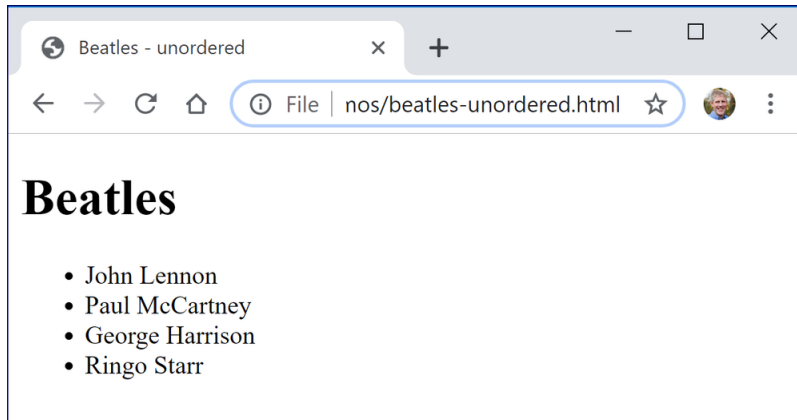 Beatles - unordered
File nos/beatles-unordered.html
Beatles
• John Lennon
• Paul McCartney
• George Harrison
• Ringo Starr